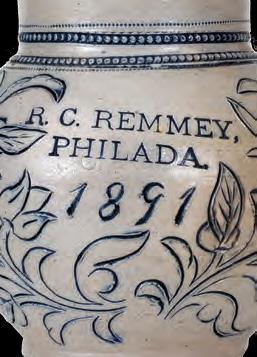 R. C. REMMEY,
PHILADA.
1891